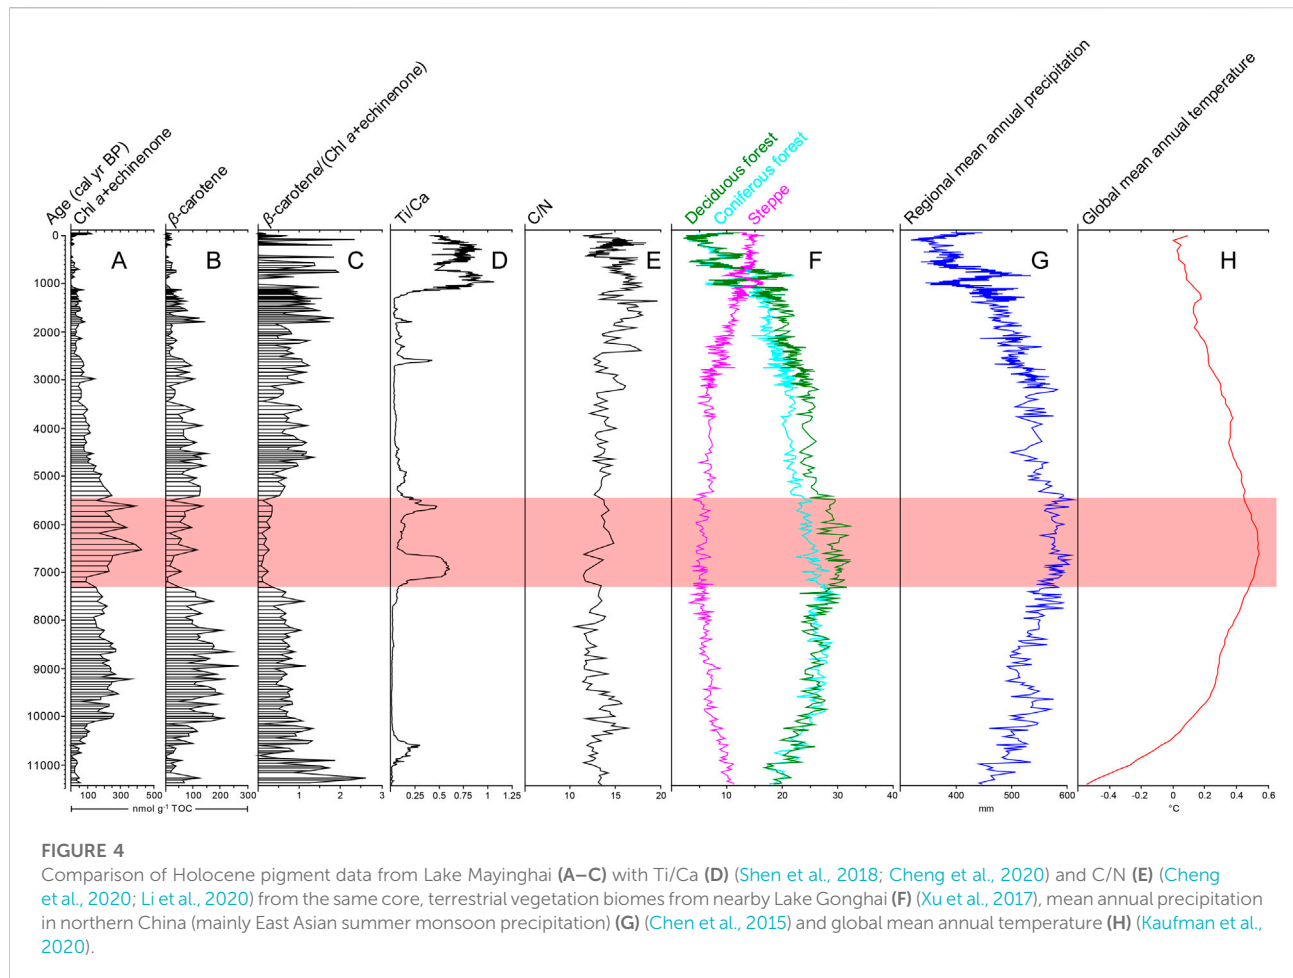 Age (cal yr BP)
Chl a+echinenone
β-carotene
β-carotene/(Chl a+echinenone)
Ti/Ca
C/N
Deciduous forest
Coniferous forest
Steppe
Regional mean annual precipitation
Global mean annual temperature
A B C D E F G H
0
1000
2000
3000
4000
5000
6000
7000
8000
9000
10000
11000
100 300 500
0 100 200 300
0 1 2 3
0 0.25 0.5 0.75 1 1.25
10 15 20
0 10 20 30 40
400 500 600
-0.4 -0.2 0 0.2 0.4 0.6
nmol g⁻¹ TOC
mm
°C
FIGURE 4
Comparison of Holocene pigment data from Lake Mayinghai (A–C) with Ti/Ca (D) (Shen et al., 2018; Cheng et al., 2020) and C/N (E) (Cheng
et al., 2020; Li et al., 2020) from the same core, terrestrial vegetation biomes from nearby Lake Gonghai (F) (Xu et al., 2017), mean annual precipitation
in northern China (mainly East Asian summer monsoon precipitation) (G) (Chen et al., 2015) and global mean annual temperature (H) (Kaufman et al.,
2020).